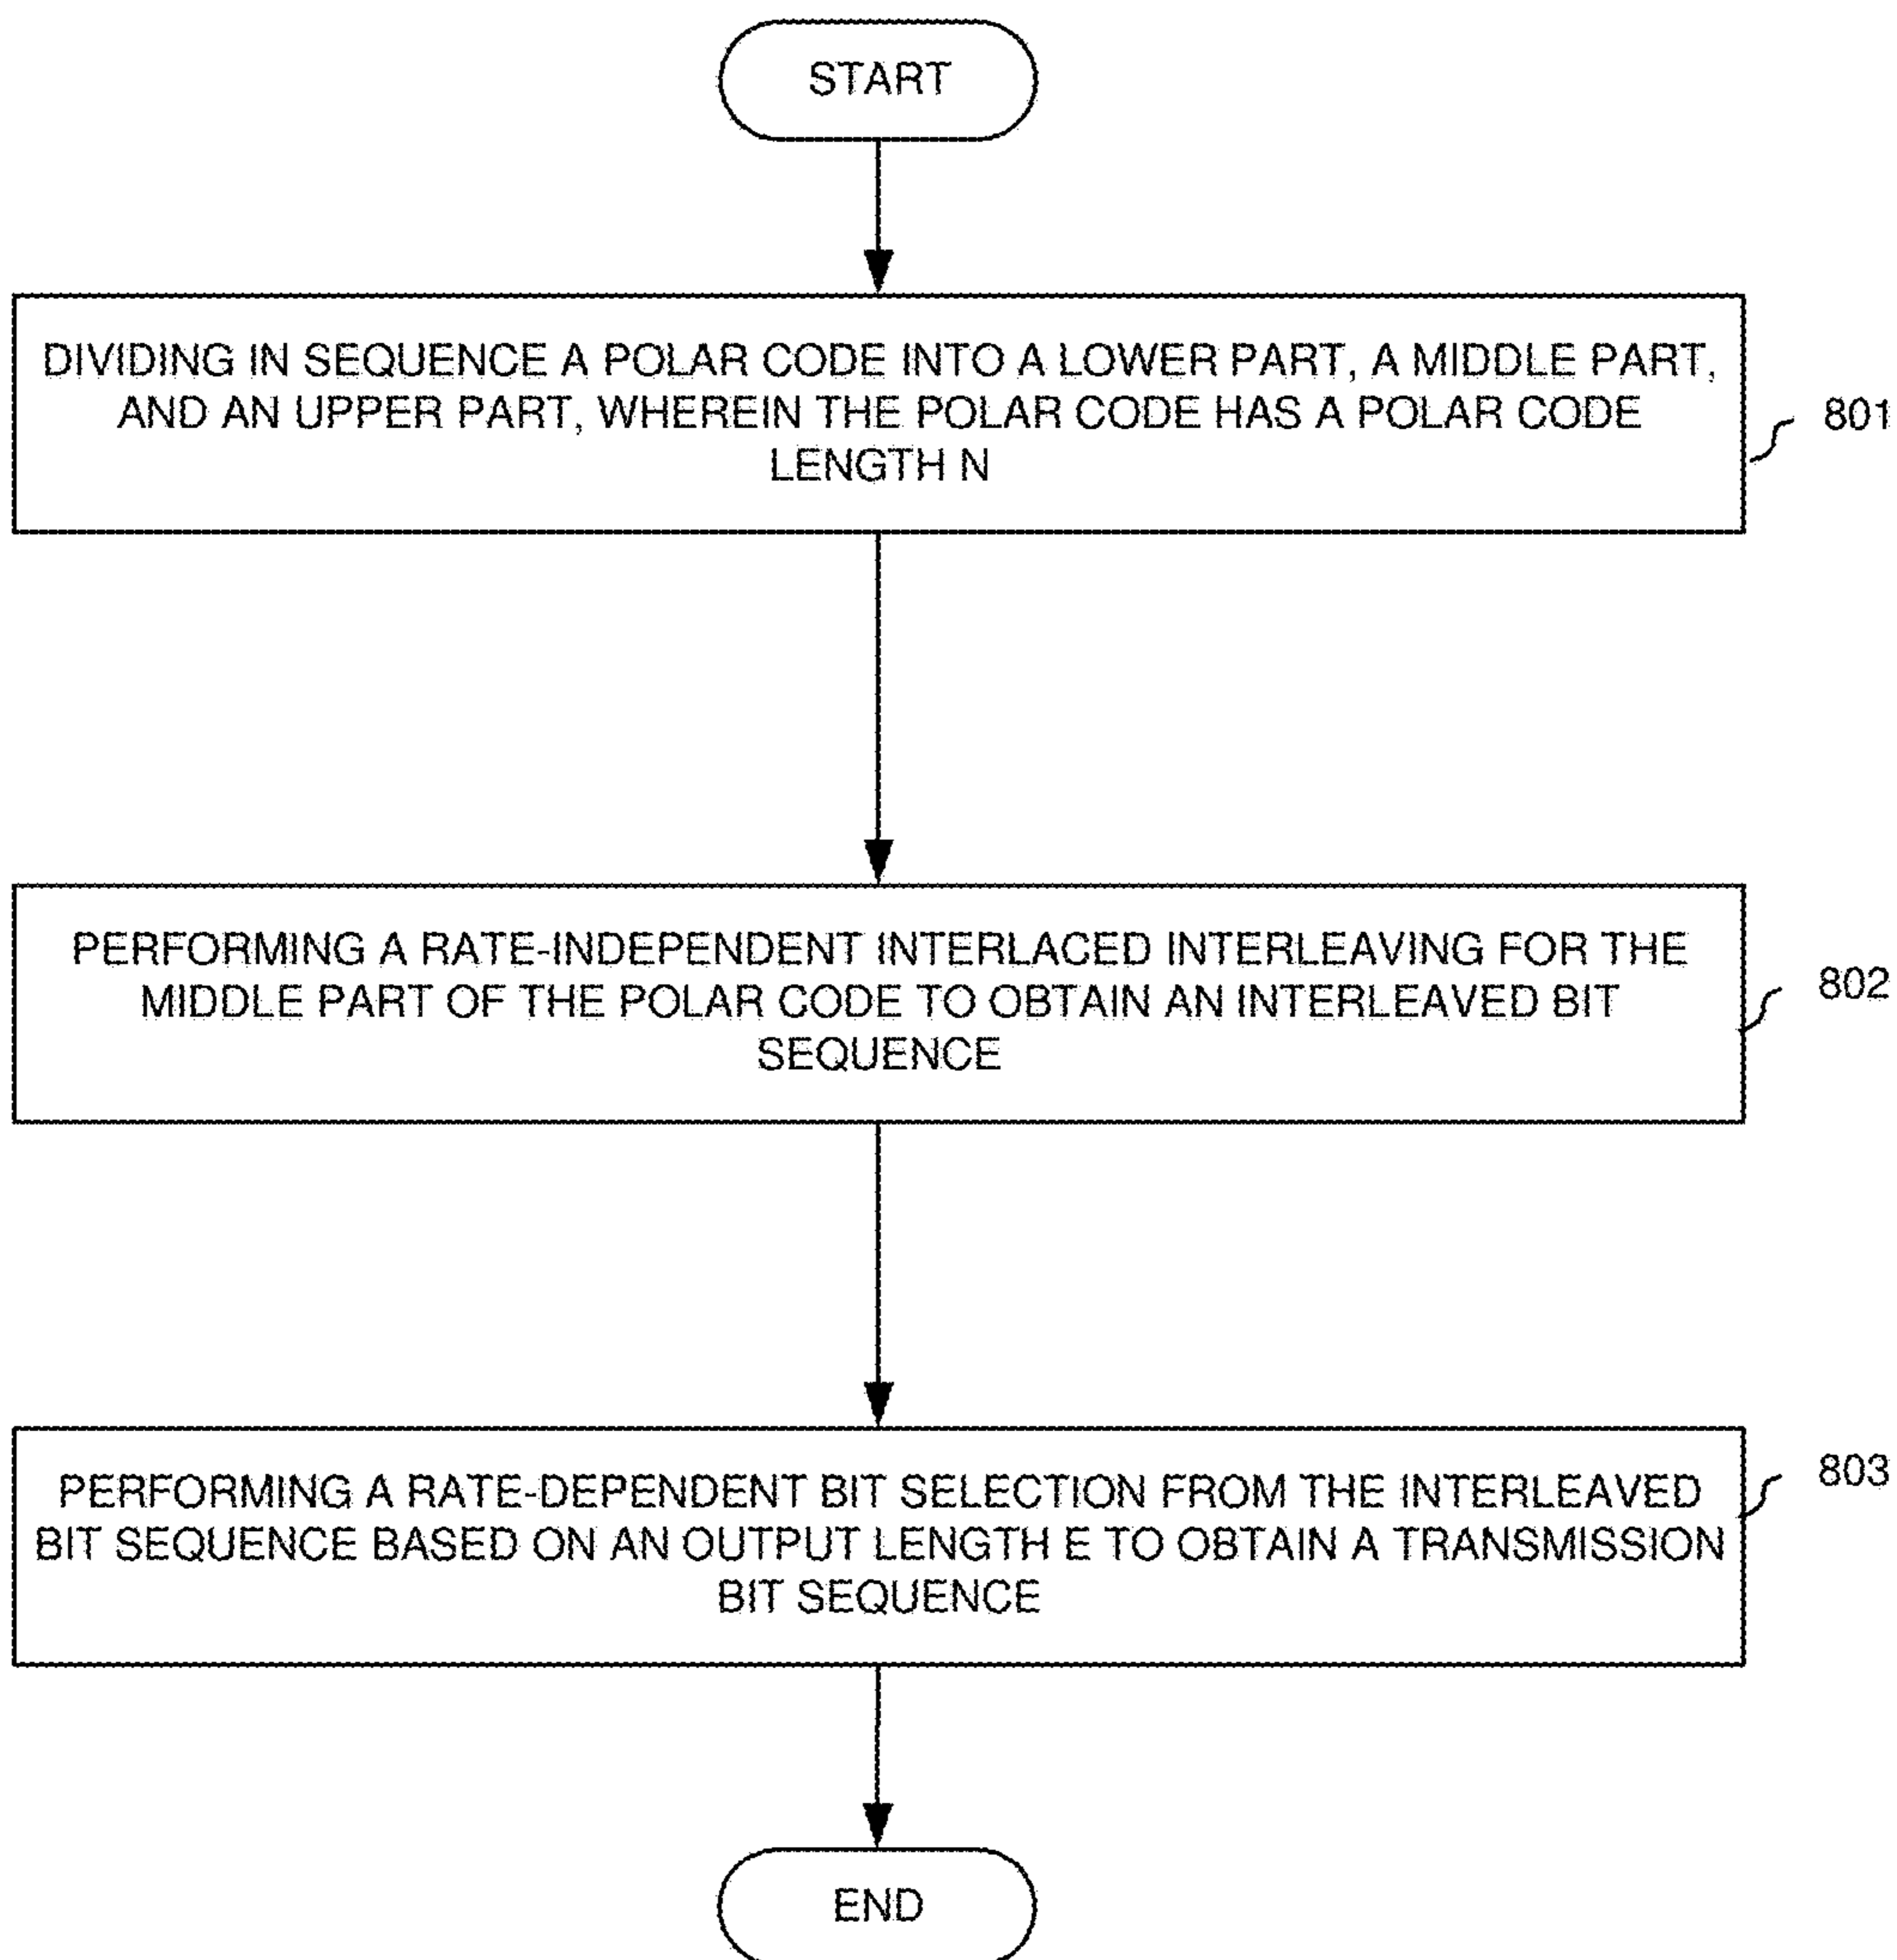 START
DIVIDING IN SEQUENCE A POLAR CODE INTO A LOWER PART, A MIDDLE PART,
AND AN UPPER PART, WHEREIN THE POLAR CODE HAS A POLAR CODE
LENGTH N
801
PERFORMING A RATE-INDEPENDENT INTERLACED INTERLEAVING FOR THE
MIDDLE PART OF THE POLAR CODE TO OBTAIN AN INTERLEAVED BIT
SEQUENCE
802
PERFORMING A RATE-DEPENDENT BIT SELECTION FROM THE INTERLEAVED
BIT SEQUENCE BASED ON AN OUTPUT LENGTH E TO OBTAIN A TRANSMISSION
BIT SEQUENCE
803
END